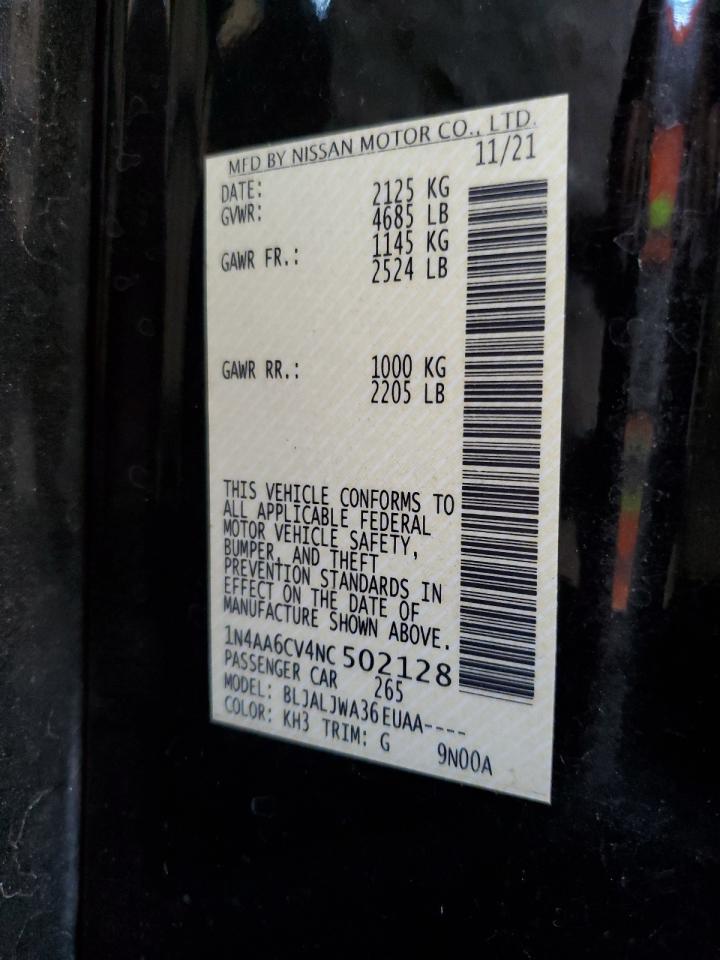 MFD BY NISSAN MOTOR CO., LTD.
DATE: 11/21
GVWR: 2125 KG
4685 LB
GAWR FR.: 1145 KG
2524 LB
GAWR RR.: 1000 KG
2205 LB
THIS VEHICLE CONFORMS TO
ALL APPLICABLE FEDERAL
MOTOR VEHICLE SAFETY,
BUMPER, AND THEFT
PREVENTION STANDARDS IN
EFFECT ON THE DATE OF
MANUFACTURE SHOWN ABOVE.
1N4AA6CV4NC502128
PASSENGER CAR 265
MODEL: BLJALJWA36EUAA----
COLOR: KH3 TRIM: G 9N00A